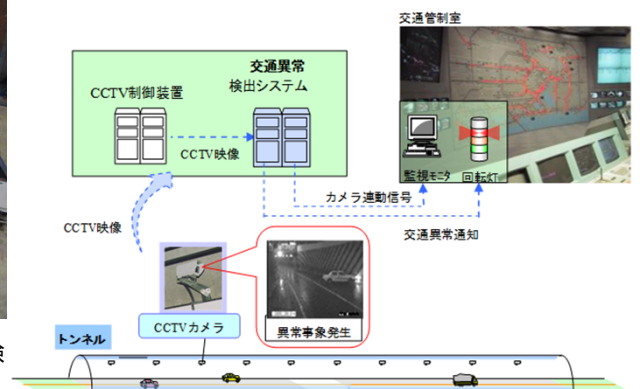 交通管制室
交通異常
検出システム
CCTV制御装置
CCTV映像
監視ﾓﾆﾀ
回転灯
カメラ連動信号
交通異常通知
CCTV映像
異常事象発生
CCTVカメラ
トンネル